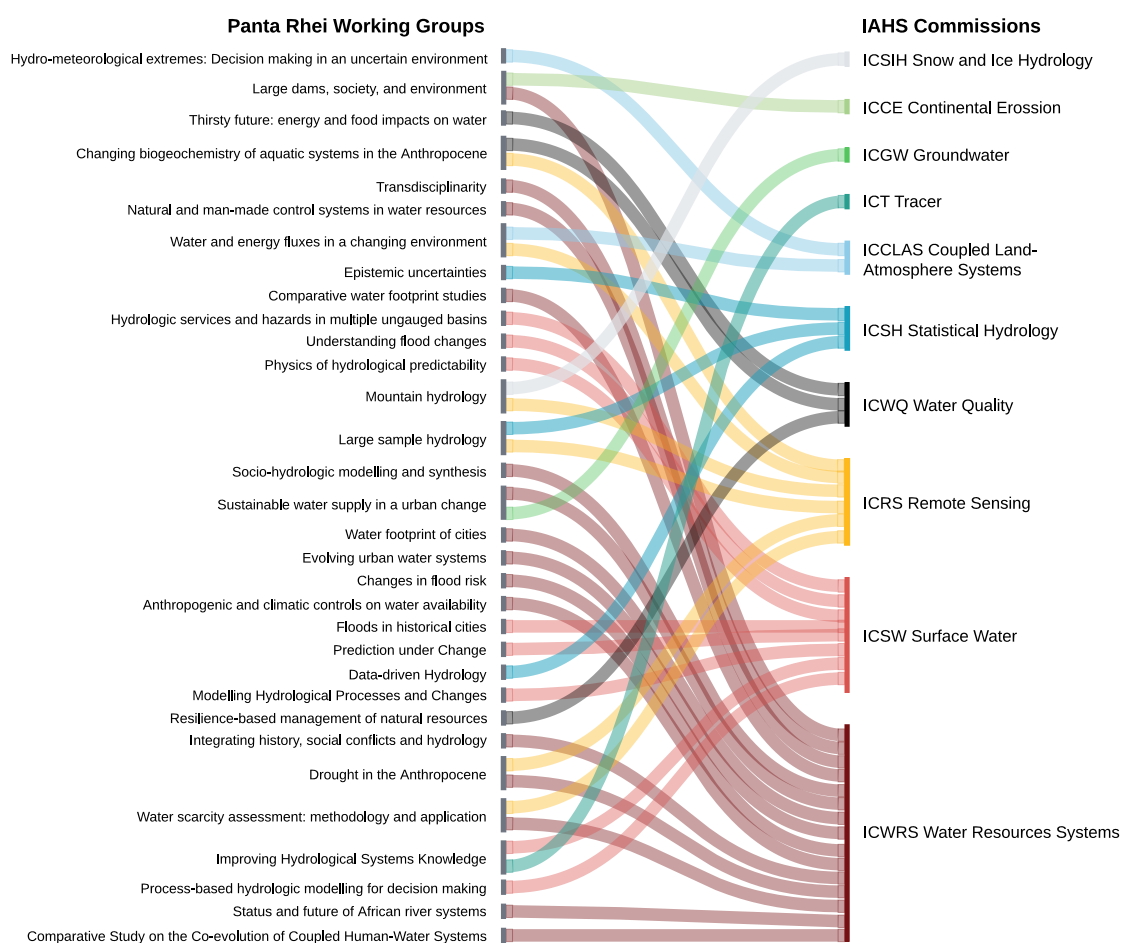 Panta Rhei Working Groups
Hydro-meteorological extremes: Decision making in an uncertain environment
Large dams, society, and environment
Thirsty future: energy and food impacts on water
Changing biogeochemistry of aquatic systems in the Anthropocene
Transdisciplinarity
Natural and man-made control systems in water resources
Water and energy fluxes in a changing environment
Epistemic uncertainties
Comparative water footprint studies
Hydrologic services and hazards in multiple ungauged basins
Understanding flood changes
Physics of hydrological predictability
Mountain hydrology
Large sample hydrology
Socio-hydrologic modelling and synthesis
Sustainable water supply in a urban change
Water footprint of cities
Evolving urban water systems
Changes in flood risk
Anthropogenic and climatic controls on water availability
Floods in historical cities
Prediction under Change
Data-driven Hydrology
Modelling Hydrological Processes and Changes
Resilience-based management of natural resources
Integrating history, social conflicts and hydrology
Drought in the Anthropocene
Water scarcity assessment: methodology and application
Improving Hydrological Systems Knowledge
Process-based hydrologic modelling for decision making
Status and future of African river systems
Comparative Study on the Co-evolution of Coupled Human-Water Systems
IAHS Commissions
ICSIH Snow and Ice Hydrology
ICCE Continental Erossion
ICGW Groundwater
ICT Tracer
ICCLAS Coupled Land-
Atmosphere Systems
ICSH Statistical Hydrology
ICWQ Water Quality
ICRS Remote Sensing
ICSW Surface Water
ICWRS Water Resources Systems